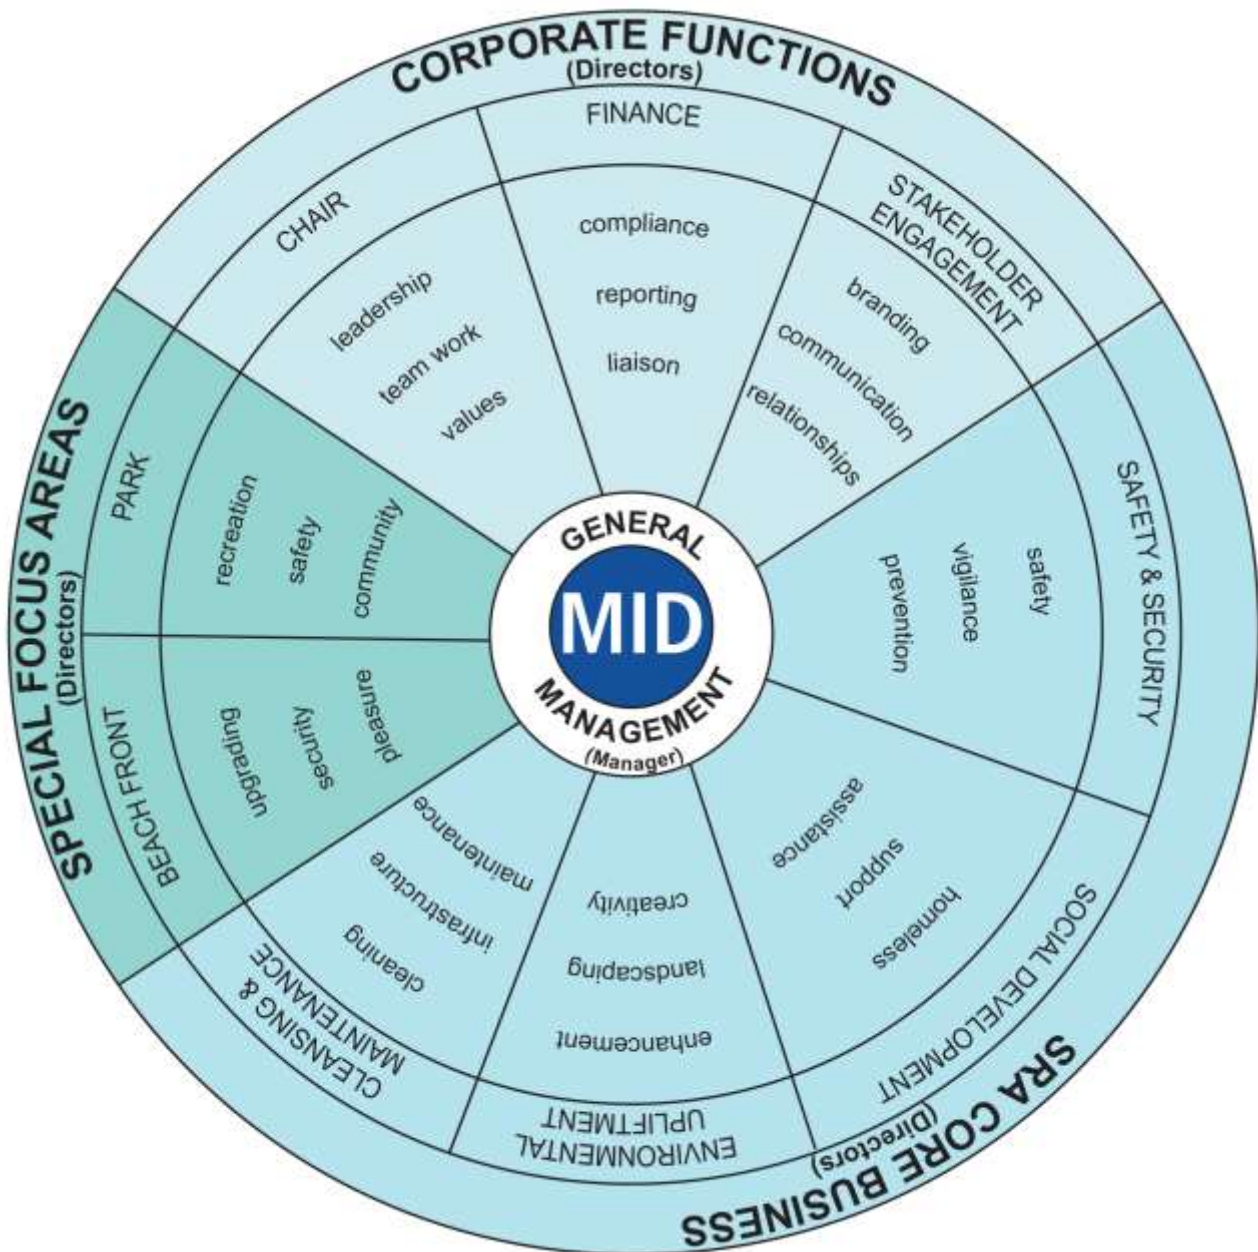 CORPORATE FUNCTIONS
(Directors)
CHAIR
leadership
team work
values
FINANCE
compliance
reporting
liaison
STAKEHOLDER
ENGAGEMENT
branding
communication
relationships
SRA CORE BUSINESS
(Directors)
SAFETY & SECURITY
safety
vigilance
prevention
SOCIAL DEVELOPMENT
homeless
support
assistance
ENVIRONMENTAL
UPLIFTMENT
enhancement
landscaping
creativity
CLEANSING &
MAINTENANCE
cleaning
infrastructure
maintenance
SPECIAL FOCUS AREAS
(Directors)
BEACH FRONT
upgrading
security
pleasure
PARK
recreation
safety
community
GENERAL
MID
MANAGEMENT
(Manager)